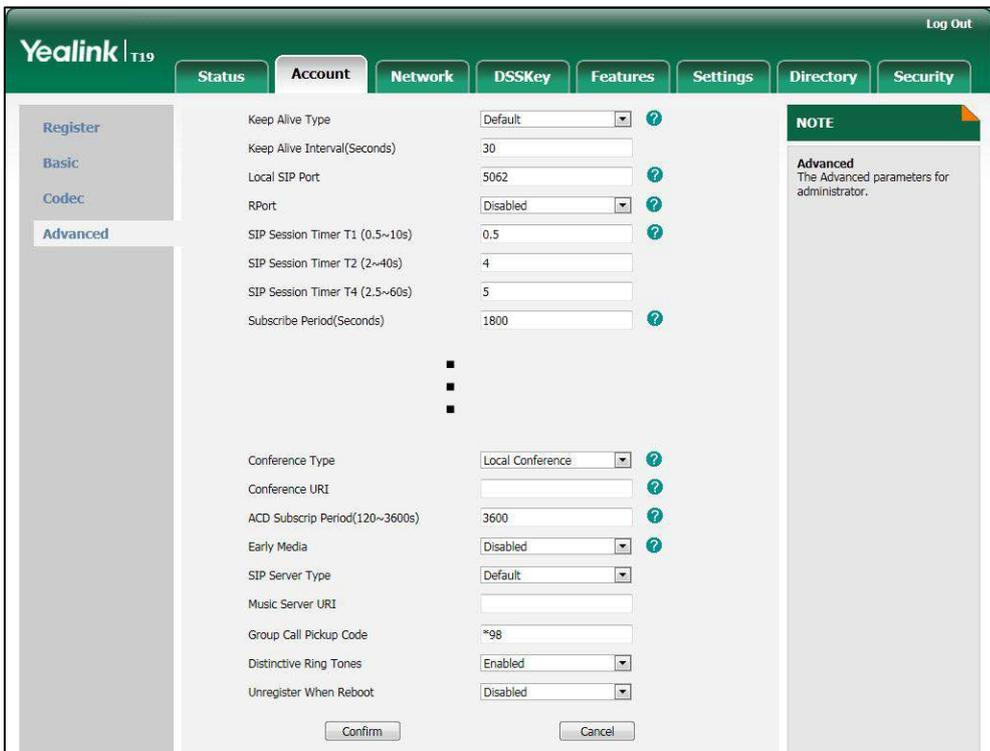 Log Out
Yealink T19
Status Account Network DSSKey Features Settings Directory Security
Register
Basic
Codec
Advanced
Keep Alive Type Default ?
Keep Alive Interval(Seconds) 30
Local SIP Port 5062 ?
RPort Disabled ?
SIP Session Timer T1 (0.5~10s) 0.5 ?
SIP Session Timer T2 (2~40s) 4
SIP Session Timer T4 (2.5~60s) 5
Subscribe Period(Seconds) 1800 ?
Conference Type Local Conference ?
Conference URI ?
ACD Subscrip Period(120~3600s) 3600 ?
Early Media Disabled ?
SIP Server Type Default
Music Server URI
Group Call Pickup Code *98
Distinctive Ring Tones Enabled
Unregister When Reboot Disabled
Confirm Cancel
NOTE
Advanced
The Advanced parameters for
administrator.